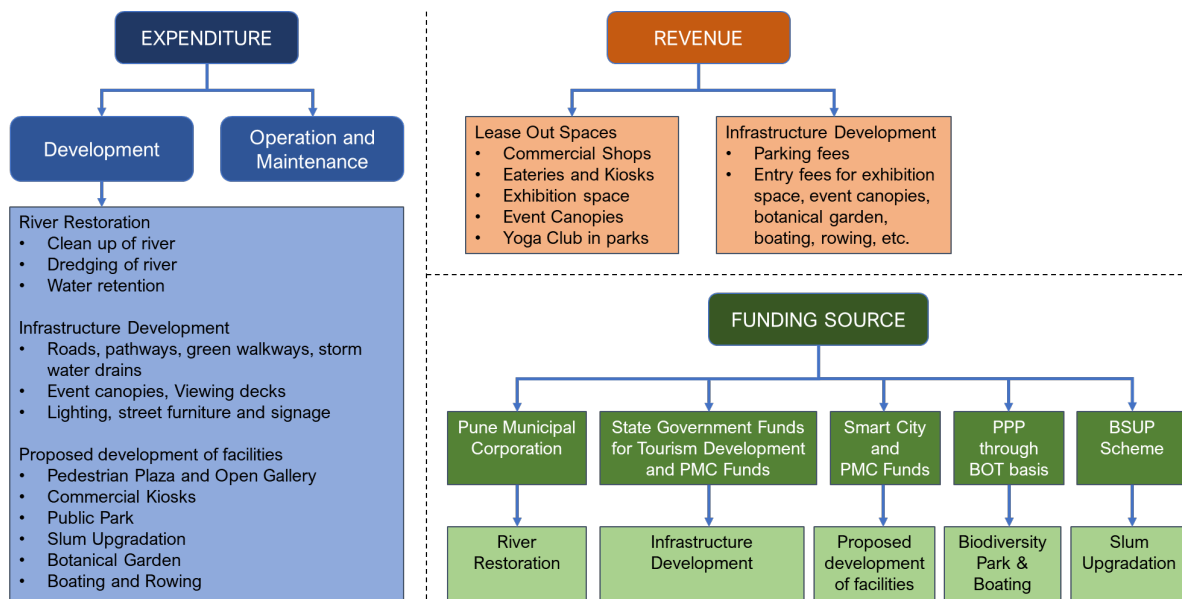 EXPENDITURE
Development
Operation and
Maintenance
River Restoration
• Clean up of river
• Dredging of river
• Water retention
Infrastructure Development
• Roads, pathways, green walkways, storm
water drains
• Event canopies, Viewing decks
• Lighting, street furniture and signage
Proposed development of facilities
• Pedestrian Plaza and Open Gallery
• Commercial Kiosks
• Public Park
• Slum Upgradation
• Botanical Garden
• Boating and Rowing
REVENUE
Lease Out Spaces
• Commercial Shops
• Eateries and Kiosks
• Exhibition space
• Event Canopies
• Yoga Club in parks
Infrastructure Development
• Parking fees
• Entry fees for exhibition
space, event canopies,
botanical garden,
boating, rowing, etc.
FUNDING SOURCE
Pune Municipal
Corporation
State Government Funds
for Tourism Development
and PMC Funds
Smart City
and
PMC Funds
PPP
through
BOT basis
BSUP
Scheme
River
Restoration
Infrastructure
Development
Proposed
development
of facilities
Biodiversity
Park &
Boating
Slum
Upgradation